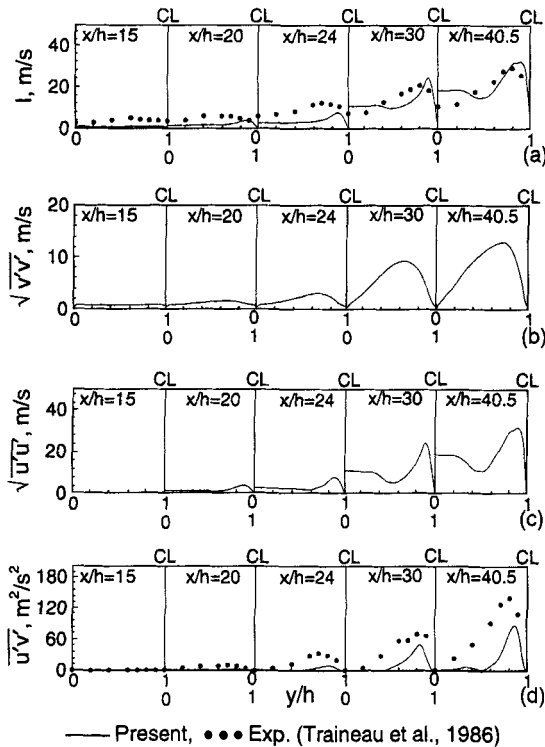 CL CL CL CL CL
40 x/h=15 x/h=20 x/h=24 x/h=30 x/h=40.5
I, m/s
20
0
0 1 1 1 1 1
0 0 0 0
(a)
CL CL CL CL CL
20
x/h=15 x/h=20 x/h=24 x/h=30 x/h=40.5
√v'v', m/s
10
0
0 1 0 0 0 1
0 1 1 1
(b)
CL CL CL CL CL
40 x/h=15 x/h=20 x/h=24 x/h=30 x/h=40.5
√u'u', m/s
20
0
0 1 1 1 1 1
0 0 0 0
(c)
CL CL CL CL CL
180 x/h=15 x/h=20 x/h=24 x/h=30 x/h=40.5
u'v', m²/s²
120
60
0
0 1 1 1 1 1
0 0 0 0
y/h
(d)
— Present, ● ● ● Exp. (Traineau et al., 1986)